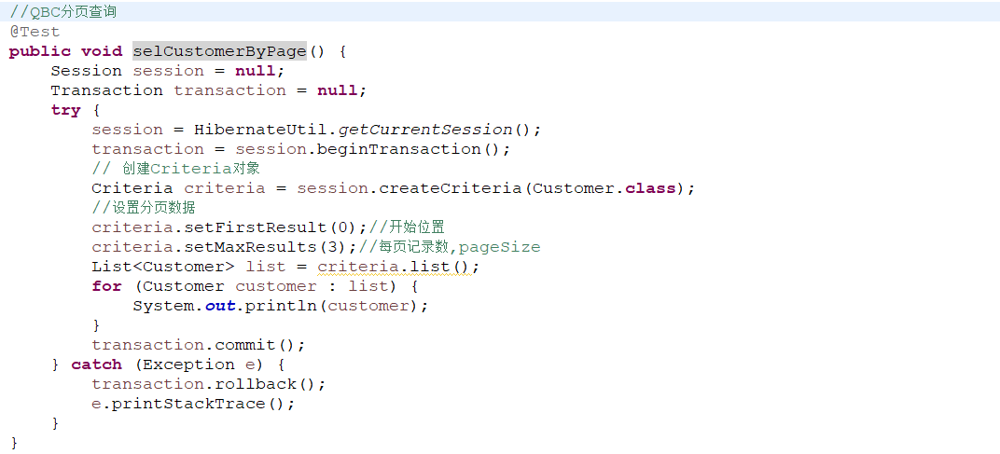 //QBC分页查询
@Test
public void selCustomerByPage() {
    Session session = null;
    Transaction transaction = null;
    try {
        session = HibernateUtil.getCurrentSession();
        transaction = session.beginTransaction();
        // 创建Criteria对象
        Criteria criteria = session.createCriteria(Customer.class);
        //设置分页数据
        criteria.setFirstResult(0);//开始位置
        criteria.setMaxResults(3);//每页记录数,pageSize
        List<Customer> list = criteria.list();
        for (Customer customer : list) {
            System.out.println(customer);
        }
        transaction.commit();
    } catch (Exception e) {
        transaction.rollback();
        e.printStackTrace();
    }
}